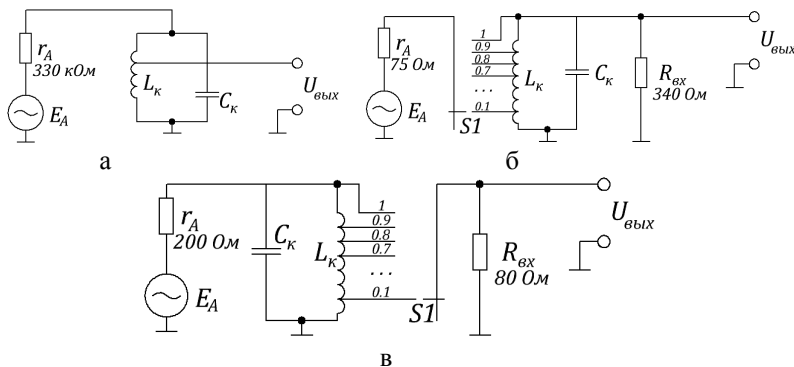 r_A
330 кОм
E_A
L_к
C_к
U_вых
а
r_A
75 Ом
E_A
S1
1
0.9
0.8
0.7
...
0.1
L_к
C_к
R_вх
340 Ом
U_вых
б
r_A
200 Ом
E_A
C_к
L_к
1
0.9
0.8
0.7
...
0.1
S1
R_вх
80 Ом
U_вых
в